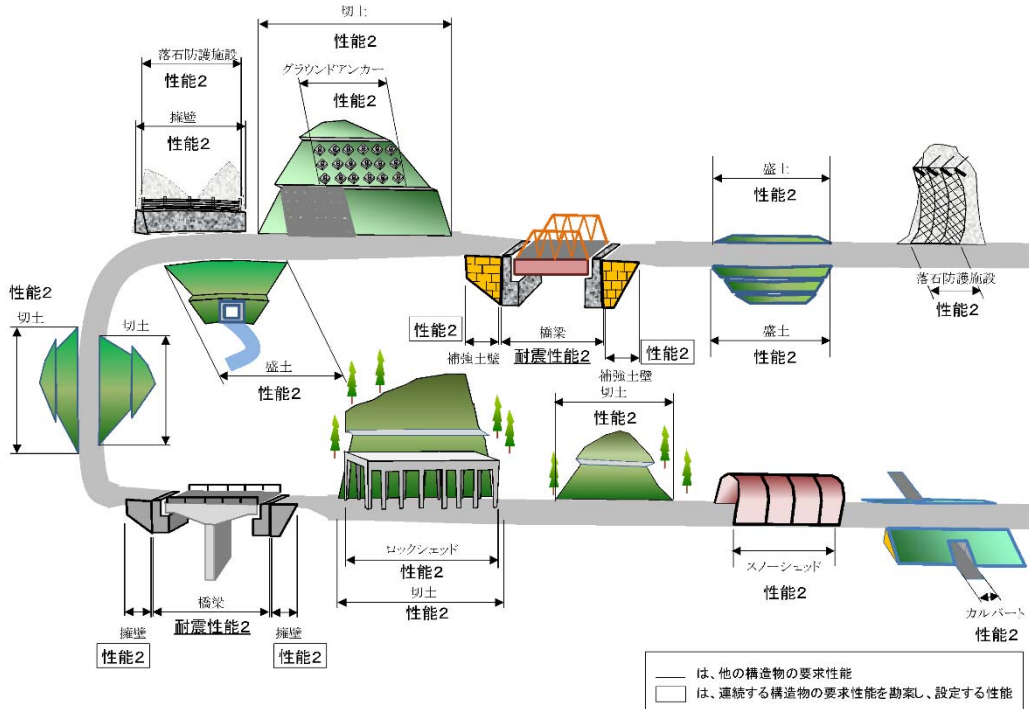 切土
性能2
落石防護施設
性能2
グラウンドアンカー
性能2
擁壁
性能2
盛土
性能2
落石防護施設
性能2
性能2
切土
切土
盛土
性能2
性能2
補強土壁
橋梁
耐震性能2
性能2
補強土壁
盛土
性能2
切土
性能2
ロックシェッド
性能2
切土
性能2
スノーシェッド
性能2
カルバート
性能2
擁壁
性能2
橋梁
耐震性能2
擁壁
性能2
は、他の構造物の要求性能
は、連続する構造物の要求性能を勘案し、設定する性能